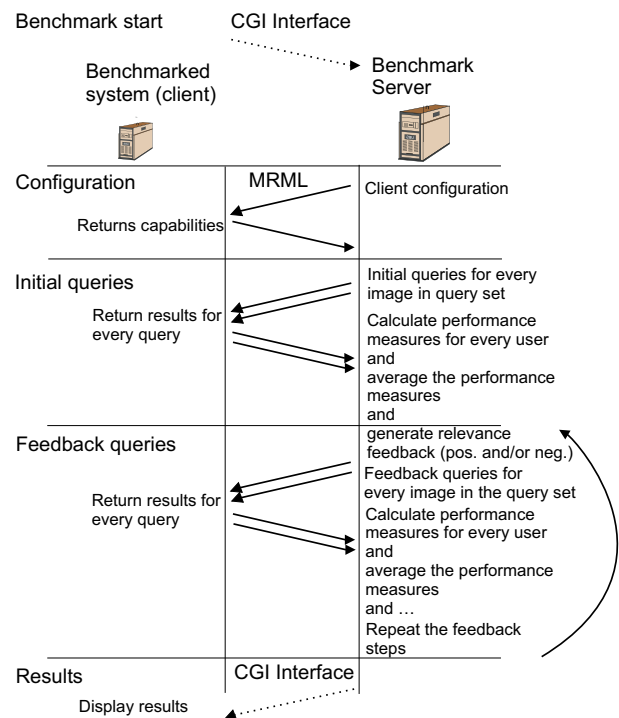 Benchmark start
CGI Interface
Benchmarked
system (client)
Benchmark
Server
Configuration
MRML
Client configuration
Returns capabilities
Initial queries
Initial queries for every
image in query set
Return results for
every query
Calculate performance
measures for every user
and
average the performance
measures
and
generate relevance
feedback (pos. and/or neg.)
Feedback queries
Feedback queries for
every image in the query set
Return results for
every query
Calculate performance
measures for every user
and
average the performance
measures
and …
Repeat the feedback
steps
Results
CGI Interface
Display results